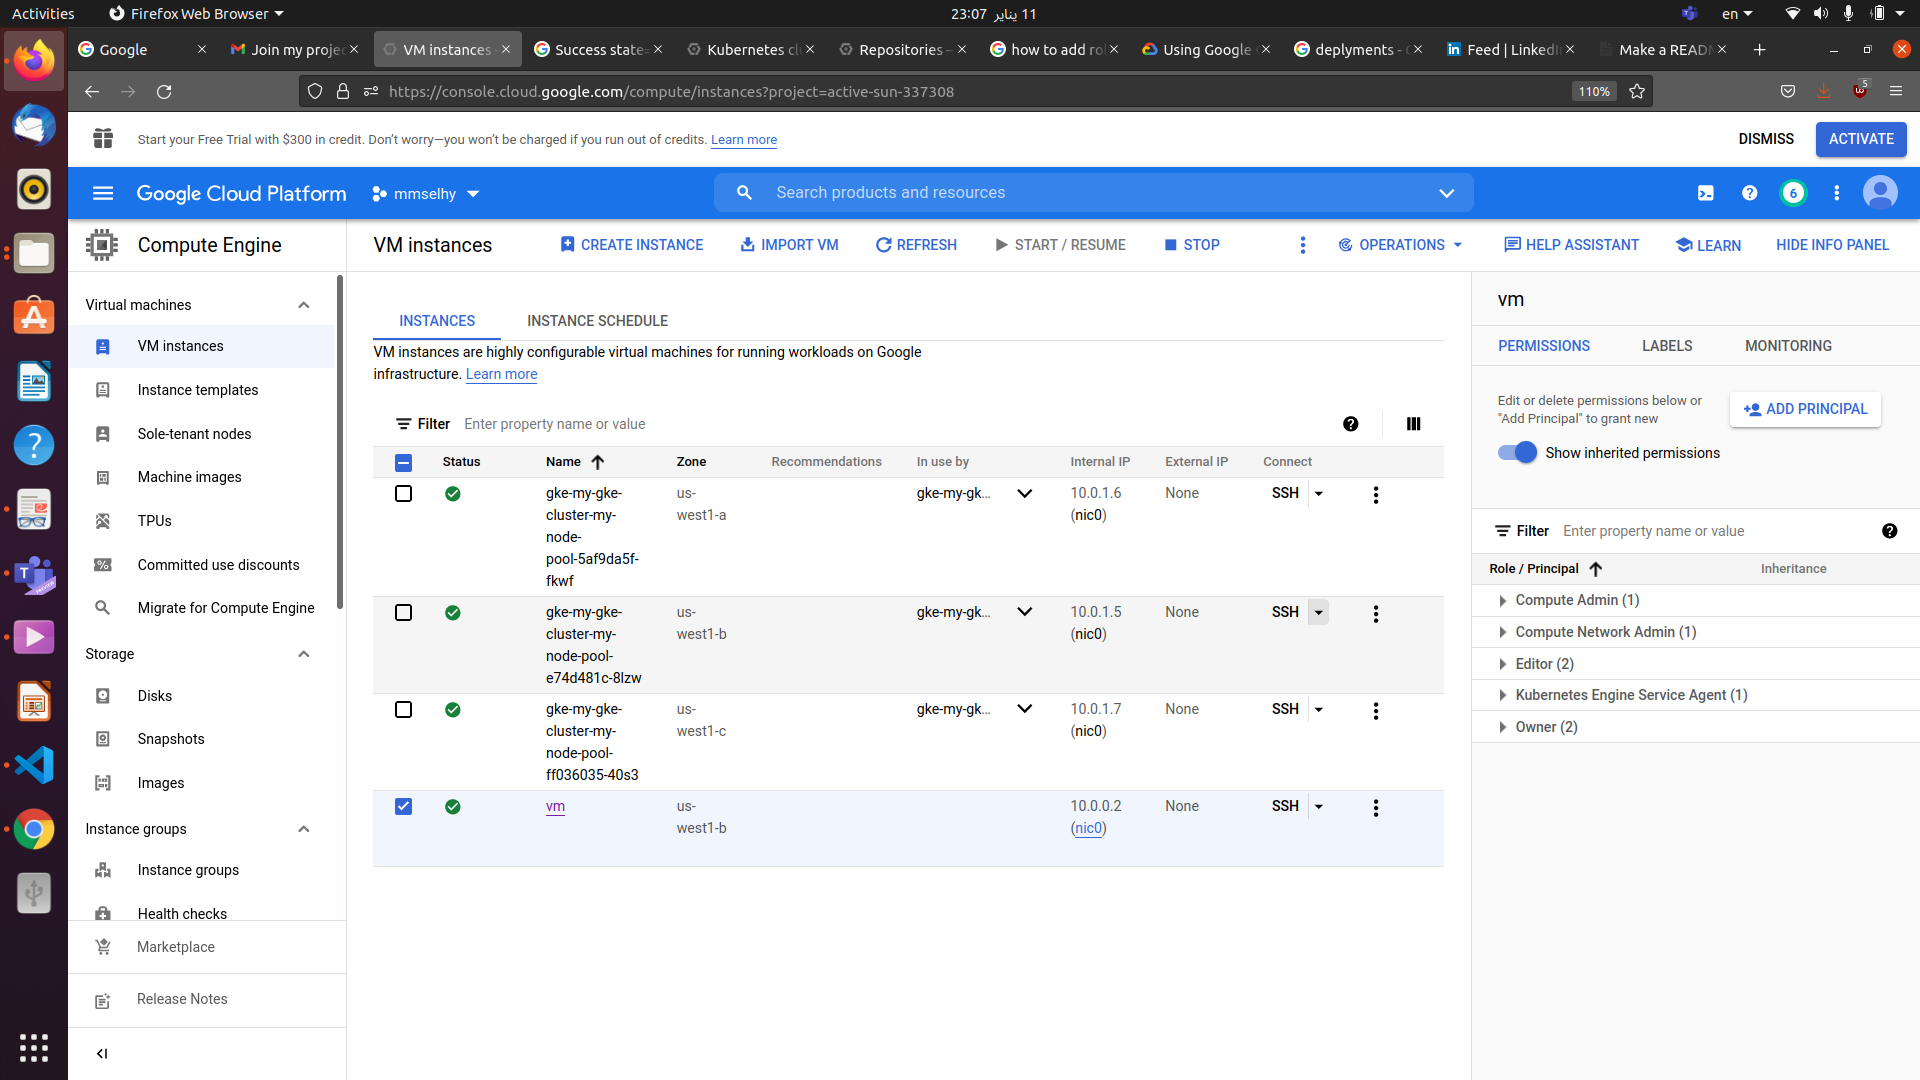 Activities
Firefox Web Browser
11 يناير 23:07
en
Google
Join my projec
VM instances
Success state
Kubernetes cl
Repositories -
how to add ro
Using Google
deplyments -
Feed | LinkedI
Make a READ
https://console.cloud.google.com/compute/instances?project=active-sun-337308
110%
5
Start your Free Trial with $300 in credit. Don't worry—you won't be charged if you run out of credits. Learn more
DISMISS
ACTIVATE
Google Cloud Platform
mmselhy
Search products and resources
6
Compute Engine
VM instances
CREATE INSTANCE
IMPORT VM
REFRESH
START / RESUME
STOP
OPERATIONS
HELP ASSISTANT
LEARN
HIDE INFO PANEL
Virtual machines
VM instances
Instance templates
Sole-tenant nodes
Machine images
TPUs
Committed use discounts
Migrate for Compute Engine
Storage
Disks
Snapshots
Images
Instance groups
Instance groups
Health checks
Marketplace
Release Notes
INSTANCES
INSTANCE SCHEDULE
VM instances are highly configurable virtual machines for running workloads on Google
infrastructure. Learn more
Filter Enter property name or value
Status Name Zone Recommendations In use by Internal IP External IP Connect
gke-my-gke- us- gke-my-gk... 10.0.1.6 None SSH
cluster-my- west1-a (nic0)
node-
pool-5af9da5f-
fkwf
gke-my-gke- us- gke-my-gk... 10.0.1.5 None SSH
cluster-my- west1-b (nic0)
node-pool-
e74d481c-8lzw
gke-my-gke- us- gke-my-gk... 10.0.1.7 None SSH
cluster-my- west1-c (nic0)
node-pool-
ff036035-40s3
vm us- 10.0.0.2 None SSH
west1-b (nic0)
vm
PERMISSIONS
LABELS
MONITORING
Edit or delete permissions below or
"Add Principal" to grant new
ADD PRINCIPAL
Show inherited permissions
Filter Enter property name or value
Role / Principal Inheritance
Compute Admin (1)
Compute Network Admin (1)
Editor (2)
Kubernetes Engine Service Agent (1)
Owner (2)